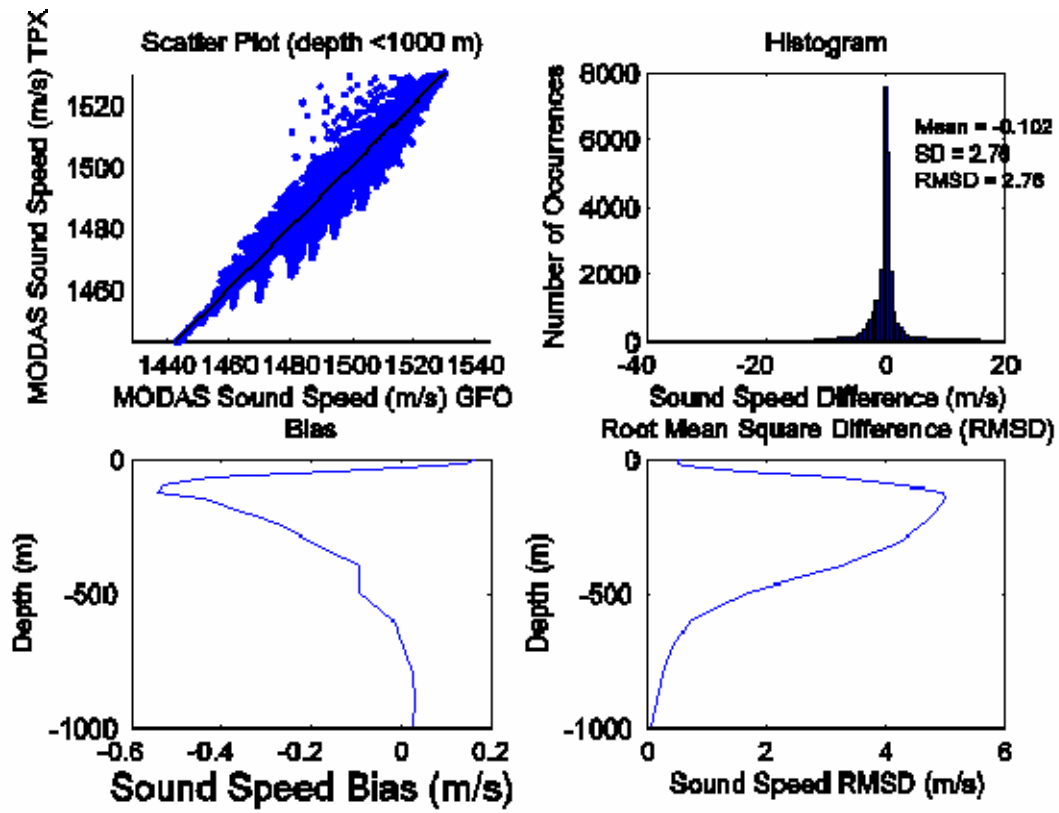 Scatter Plot (depth <1000 m)
MODAS Sound Speed (m/s) TPX
1520
1500
1480
1460
1440 1460 1480 1500 1520 1540
MODAS Sound Speed (m/s) GFO
Histogram
Number of Occurrences
8000
6000
4000
2000
0
Mean = -0.102
SD = 2.76
RMSD = 2.76
-40 -20 0 20
Sound Speed Difference (m/s)
Bias
Depth (m)
0
-500
-1000
-0.6 -0.4 -0.2 0 0.2
Sound Speed Bias (m/s)
Root Mean Square Difference (RMSD)
Depth (m)
0
-500
-1000
0 2 4 6
Sound Speed RMSD (m/s)